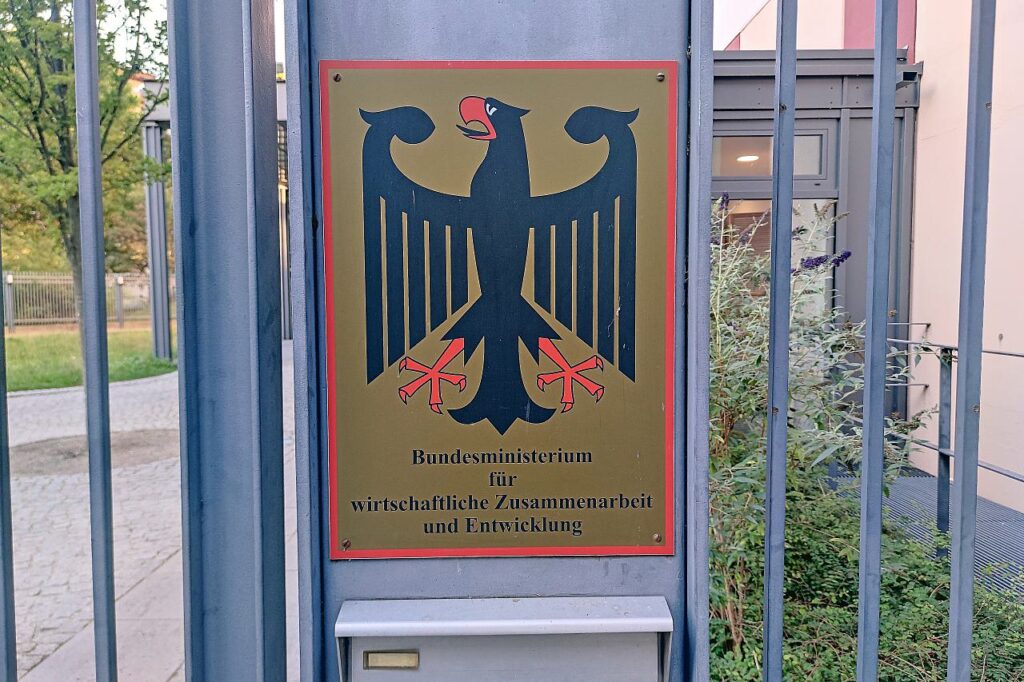 Bundesministerium
für
wirtschaftliche Zusammenarbeit
und Entwicklung